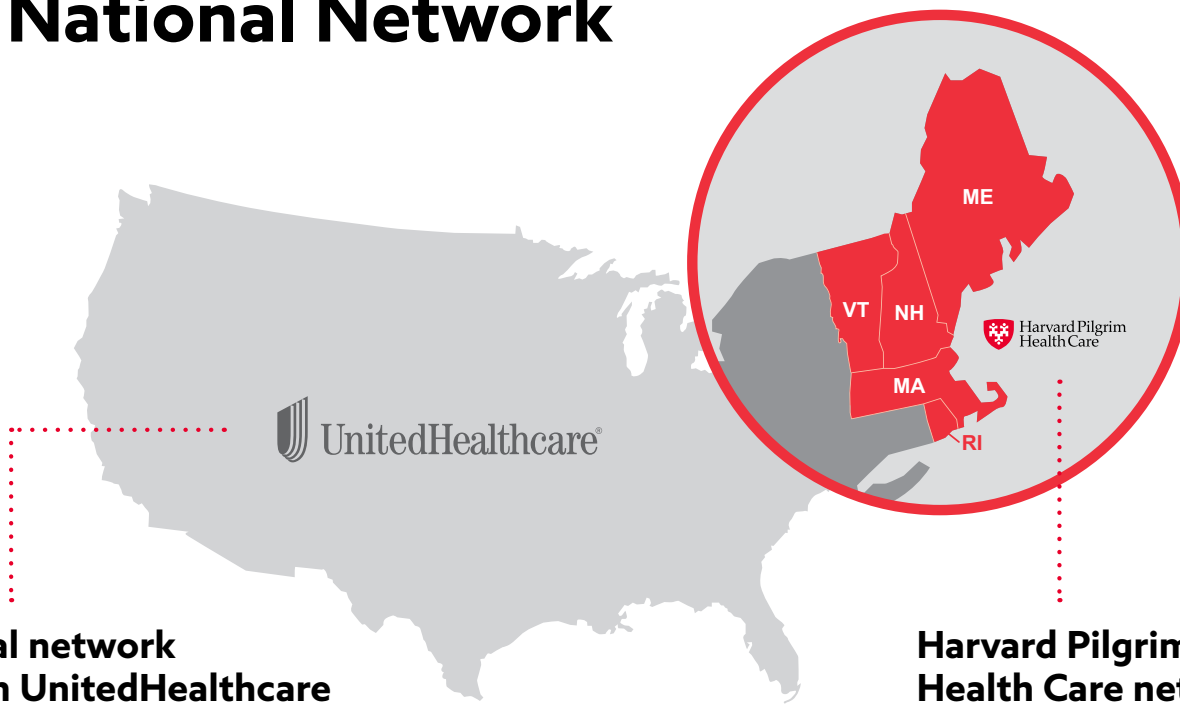 National Network
ME
VT
NH
MA
RI
Harvard Pilgrim
Health Care
UnitedHealthcare®
al network
n UnitedHealthcare
Harvard Pilgrim
Health Care net